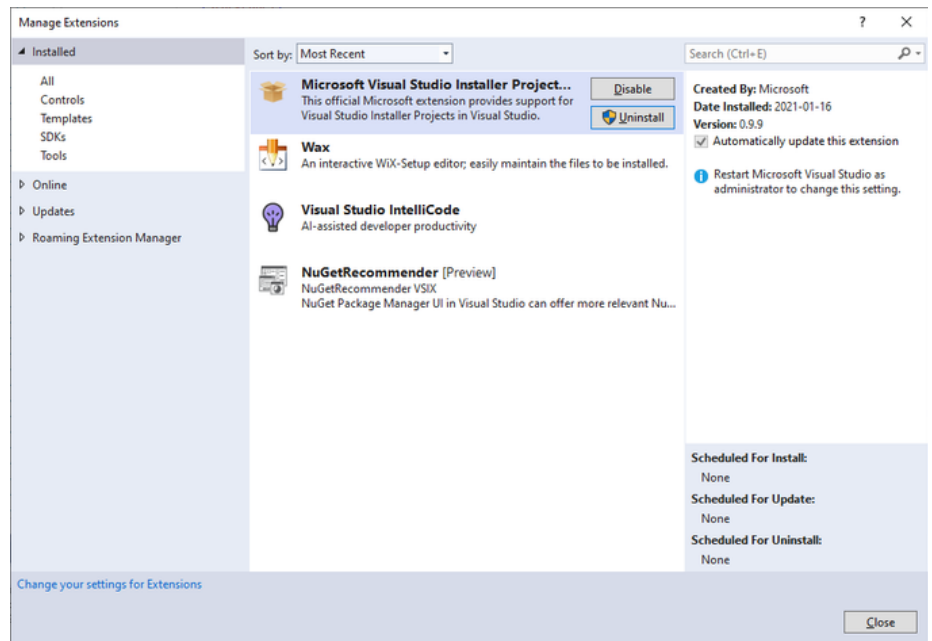 Manage Extensions
? ×
Installed
All
Controls
Templates
SDKs
Tools
Online
Updates
Roaming Extension Manager
Sort by: Most Recent
Microsoft Visual Studio Installer Project...
This official Microsoft extension provides support for
Visual Studio Installer Projects in Visual Studio.
Disable
Uninstall
Wax
An interactive WiX-Setup editor; easily maintain the files to be installed.
Visual Studio IntelliCode
AI-assisted developer productivity
NuGetRecommender [Preview]
NuGetRecommender VSIX
NuGet Package Manager UI in Visual Studio can offer more relevant Nu...
Search (Ctrl+E)
Created By: Microsoft
Date Installed: 2021-01-16
Version: 0.9.9
Automatically update this extension
Restart Microsoft Visual Studio as
administrator to change this setting.
Scheduled For Install:
None
Scheduled For Update:
None
Scheduled For Uninstall:
None
Change your settings for Extensions
Close